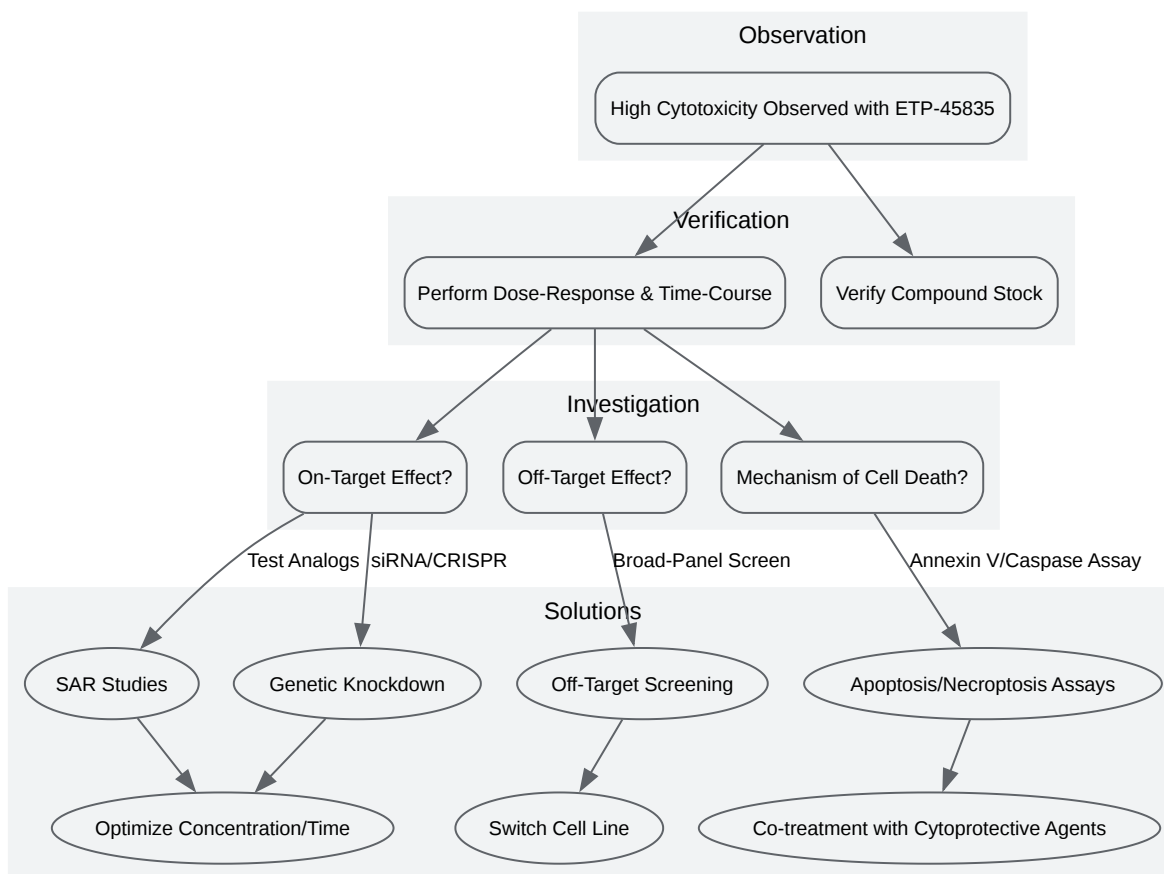 Observation
High Cytotoxicity Observed with ETP-45835
Verification
Perform Dose-Response & Time-Course
Verify Compound Stock
Investigation
On-Target Effect?
Off-Target Effect?
Mechanism of Cell Death?
Test Analogs
siRNA/CRISPR
Broad-Panel Screen
Annexin V/Caspase Assay
Solutions
SAR Studies
Genetic Knockdown
Off-Target Screening
Apoptosis/Necroptosis Assays
Optimize Concentration/Time
Switch Cell Line
Co-treatment with Cytoprotective Agents